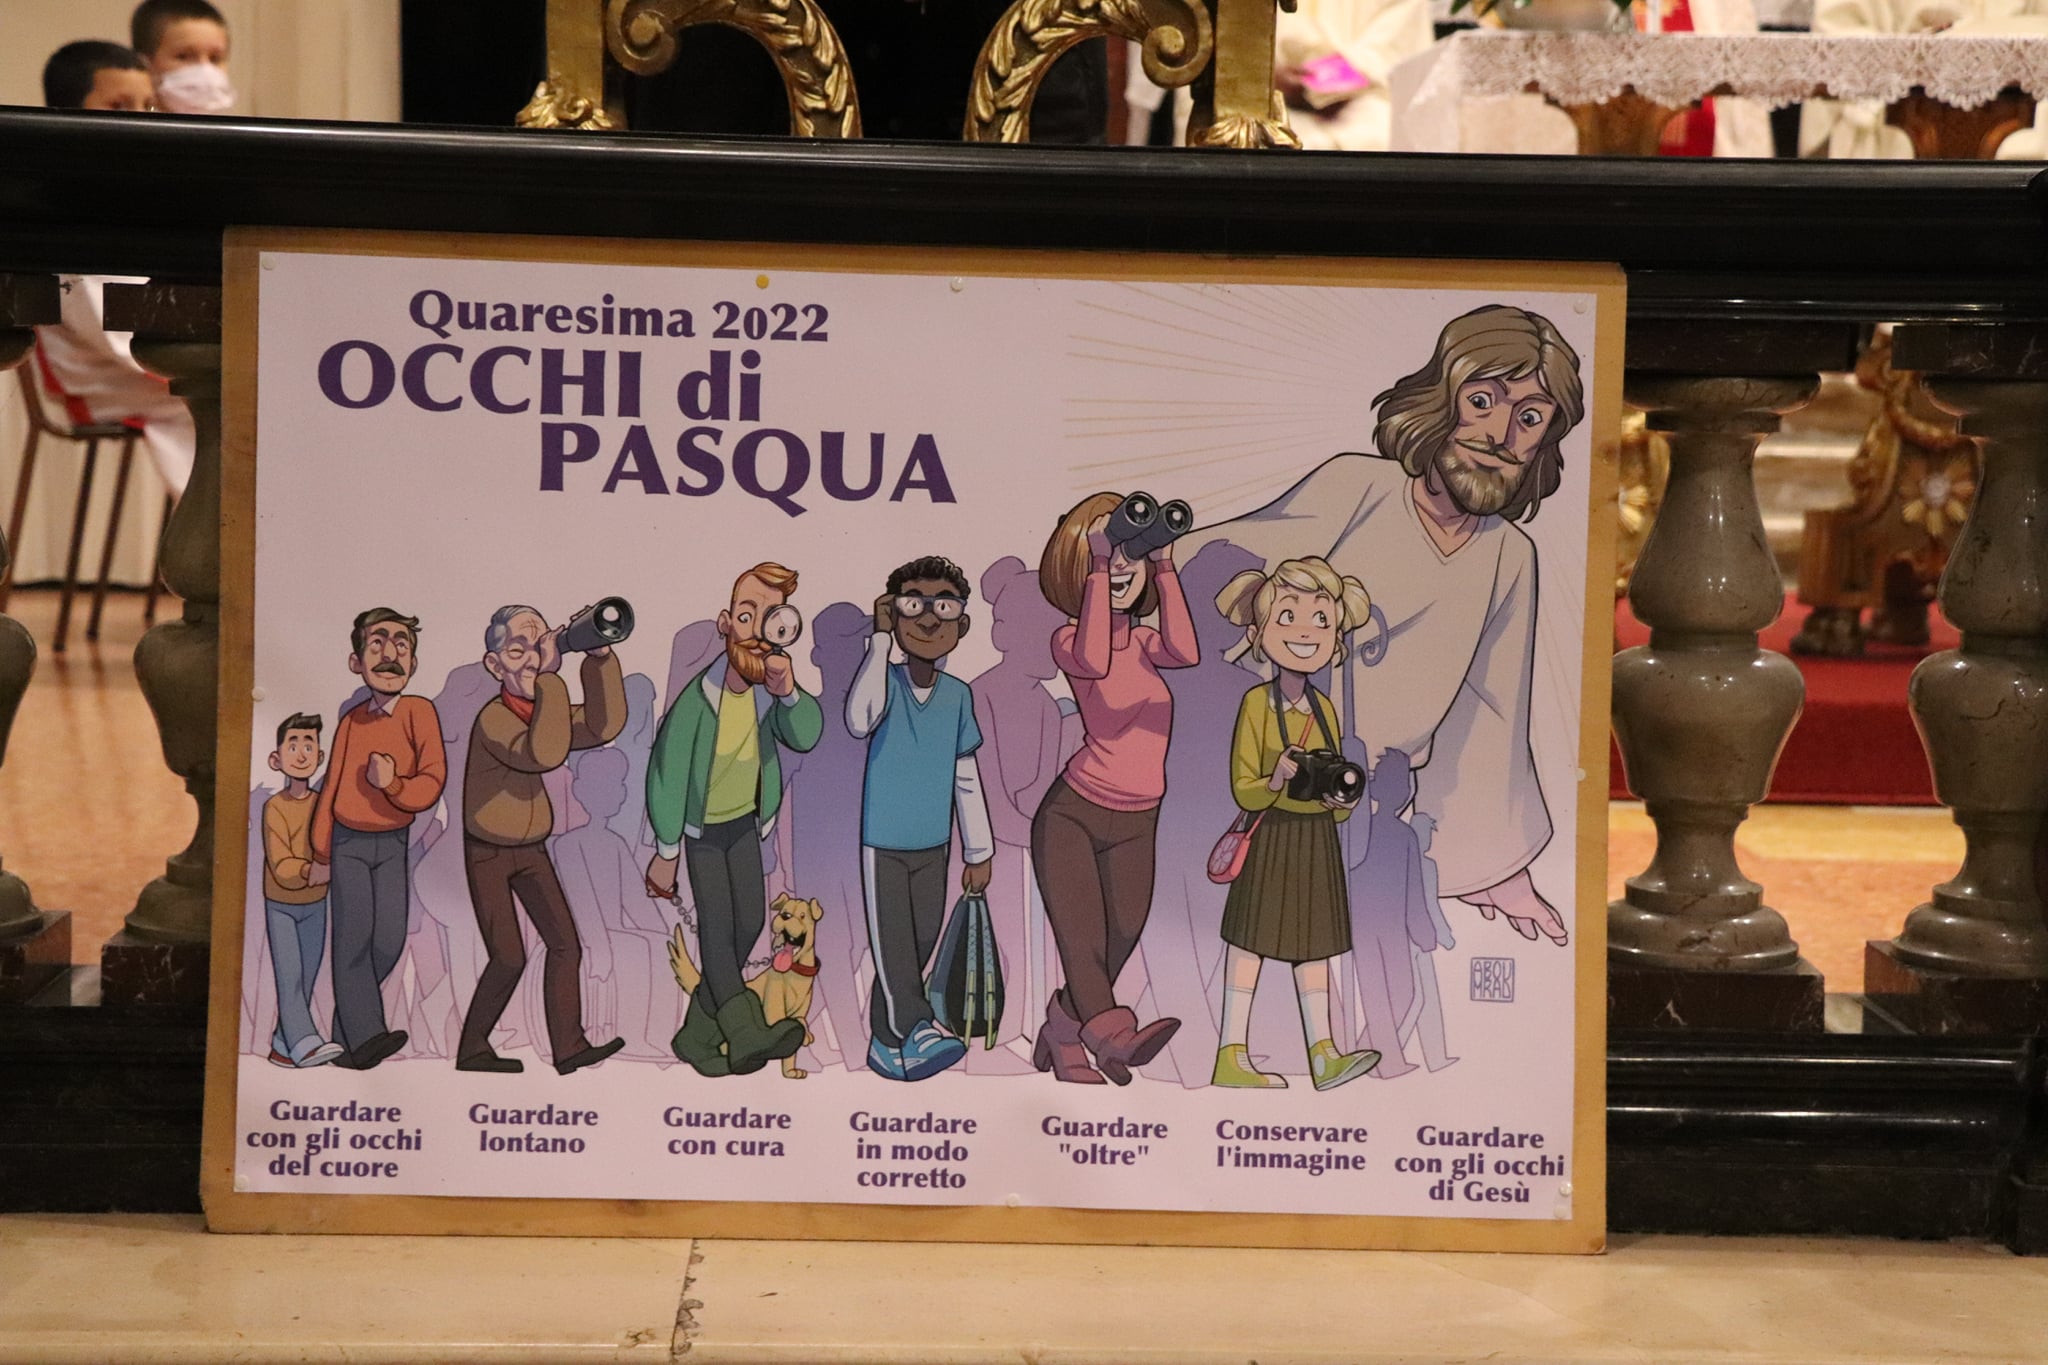 Quaresima 2022
OCCHI di
PASQUA
ABOU
MRAD
Guardare
con gli occhi
del cuore
Guardare
lontano
Guardare
con cura
Guardare
in modo
corretto
Guardare
"oltre"
Conservare
l'immagine
Guardare
con gli occhi
di Gesù